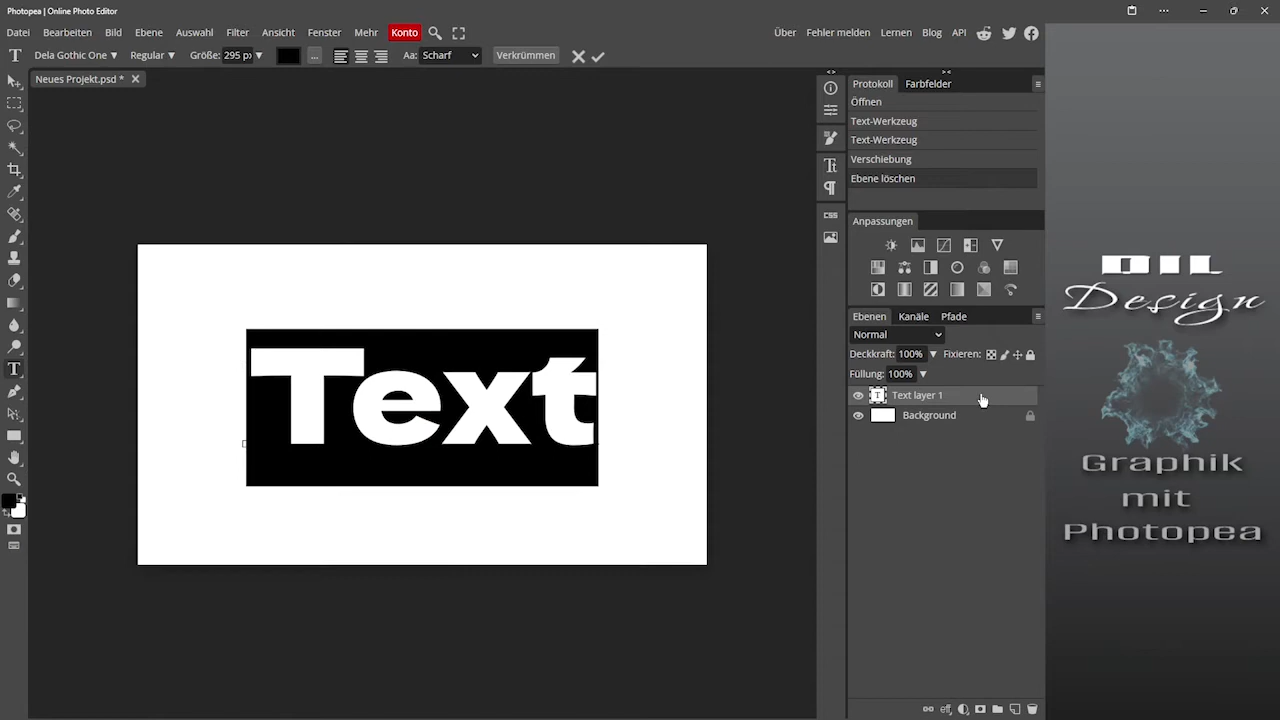 Photopea | Online Photo Editor
Datei Bearbeiten Bild Ebene Auswahl Filter Ansicht Fenster Mehr Konto
Über Fehler melden Lernen Blog API
Dela Gothic One Regular Größe: 295 px Aa: Scharf Verkrümmen
Neues Projekt.psd *
Protokoll Farbfelder
Öffnen
Text-Werkzeug
Text-Werkzeug
Verschiebung
Ebene löschen
CSS
Anpassungen
Ebenen Kanäle Pfade
Normal
Deckkraft: 100% Fixieren:
Füllung: 100%
Text layer 1
Background
Text
DIL
Design
Graphik
mit
Photopea